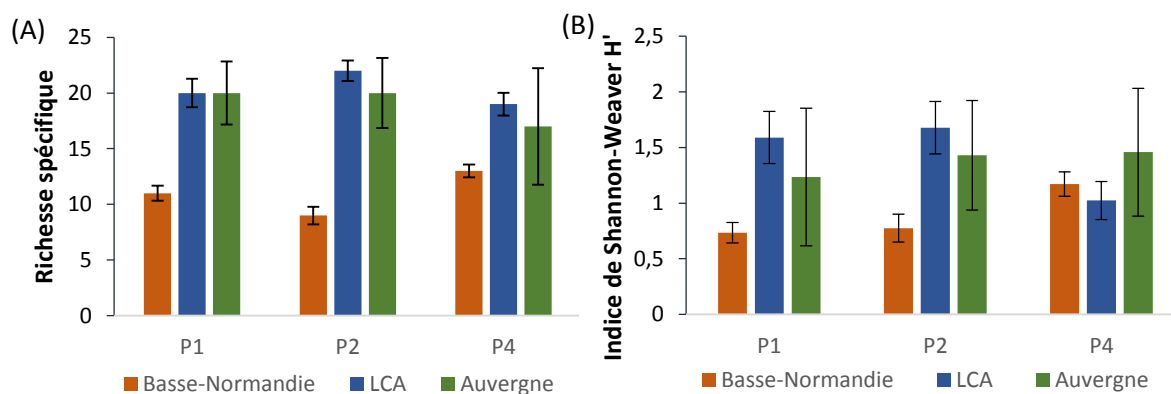 (A)
Richesse spécifique
25
20
15
10
5
0
P1 P2 P4
Basse-Normandie LCA Auvergne
(B)
Indice de Shannon-Weaver H'
2,5
2
1,5
1
0,5
0
P1 P2 P4
Basse-Normandie LCA Auvergne